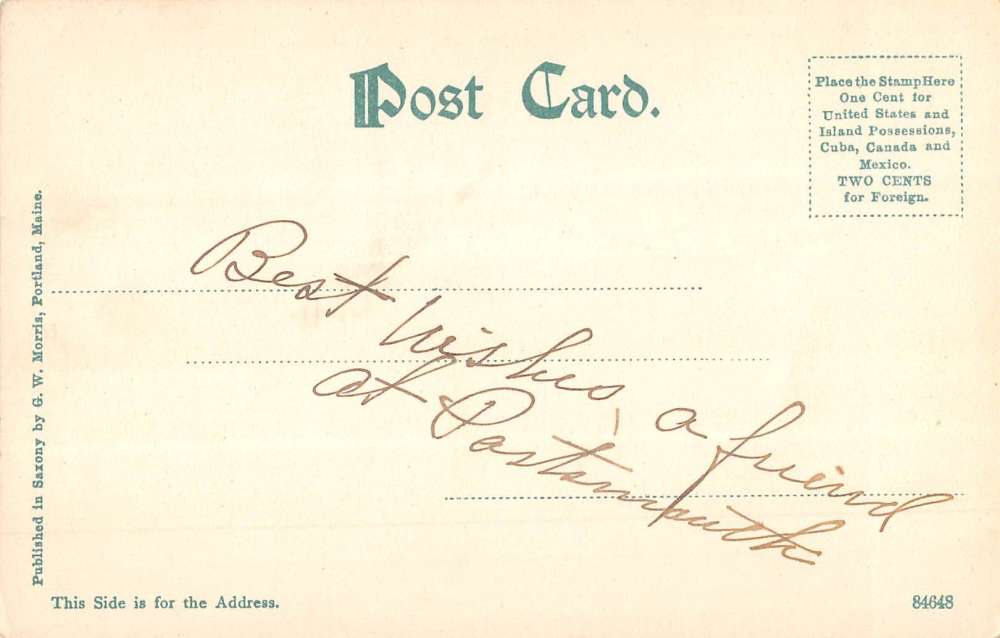 Post Card.
Place the Stamp Here
One Cent for
United States and
Island Possessions,
Cuba, Canada and
Mexico.
TWO CENTS
for Foreign.
Published in Saxony by G. W. Morris, Portland, Maine.
Best Wishes, a friend
at Portsmouth
This Side is for the Address.
84648